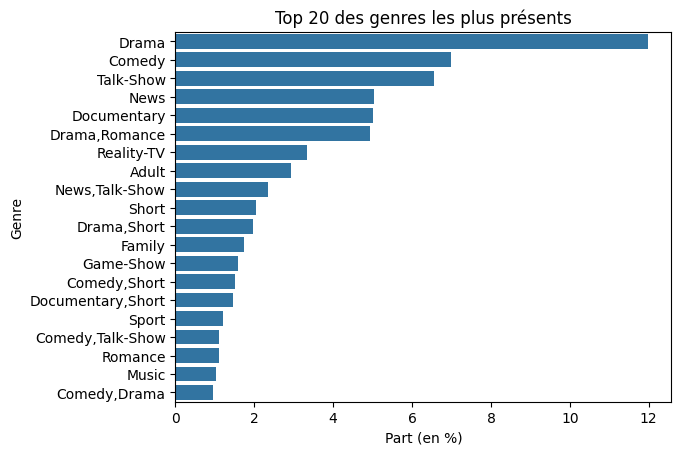 Top 20 des genres les plus présents
Genre
Drama
Comedy
Talk-Show
News
Documentary
Drama,Romance
Reality-TV
Adult
News,Talk-Show
Short
Drama,Short
Family
Game-Show
Comedy,Short
Documentary,Short
Sport
Comedy,Talk-Show
Romance
Music
Comedy,Drama
0 2 4 6 8 10 12
Part (en %)